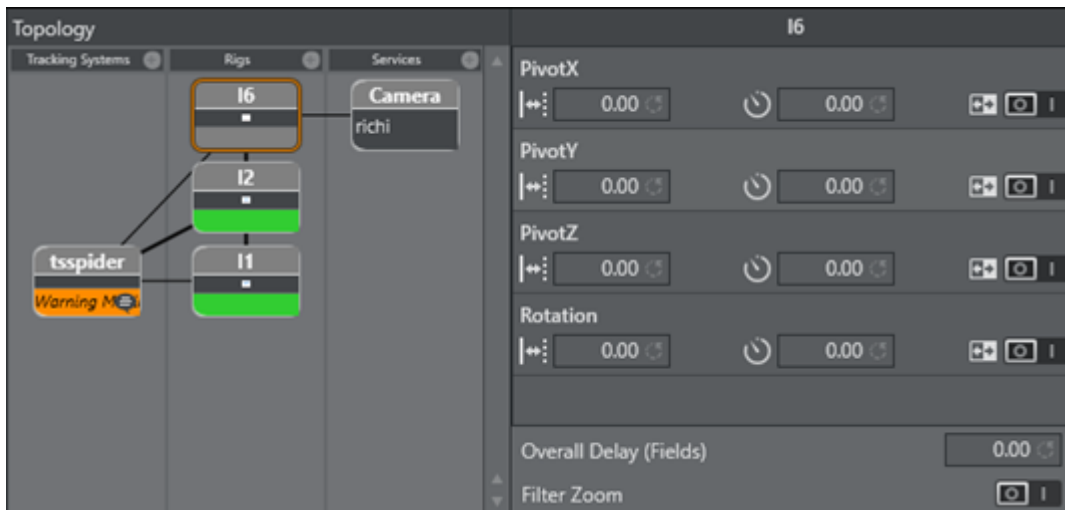 Topology
Tracking Systems
Rigs
Services
I6
Camera
richi
I2
tsspider
I1
Warning
I6
PivotX
0.00
0.00
PivotY
0.00
0.00
PivotZ
0.00
0.00
Rotation
0.00
0.00
Overall Delay (Fields)
0.00
Filter Zoom